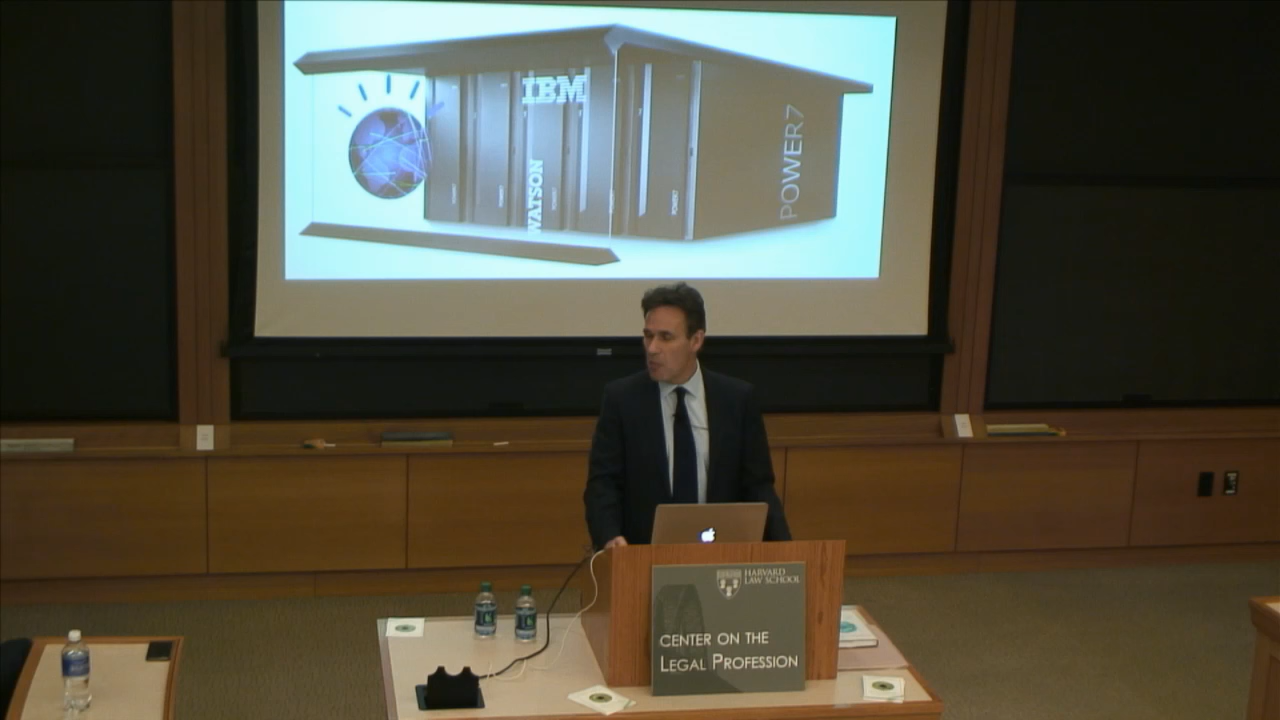 IBM
WATSON
POWER7
HARVARD
LAW SCHOOL
CENTER ON THE
LEGAL PROFESSION